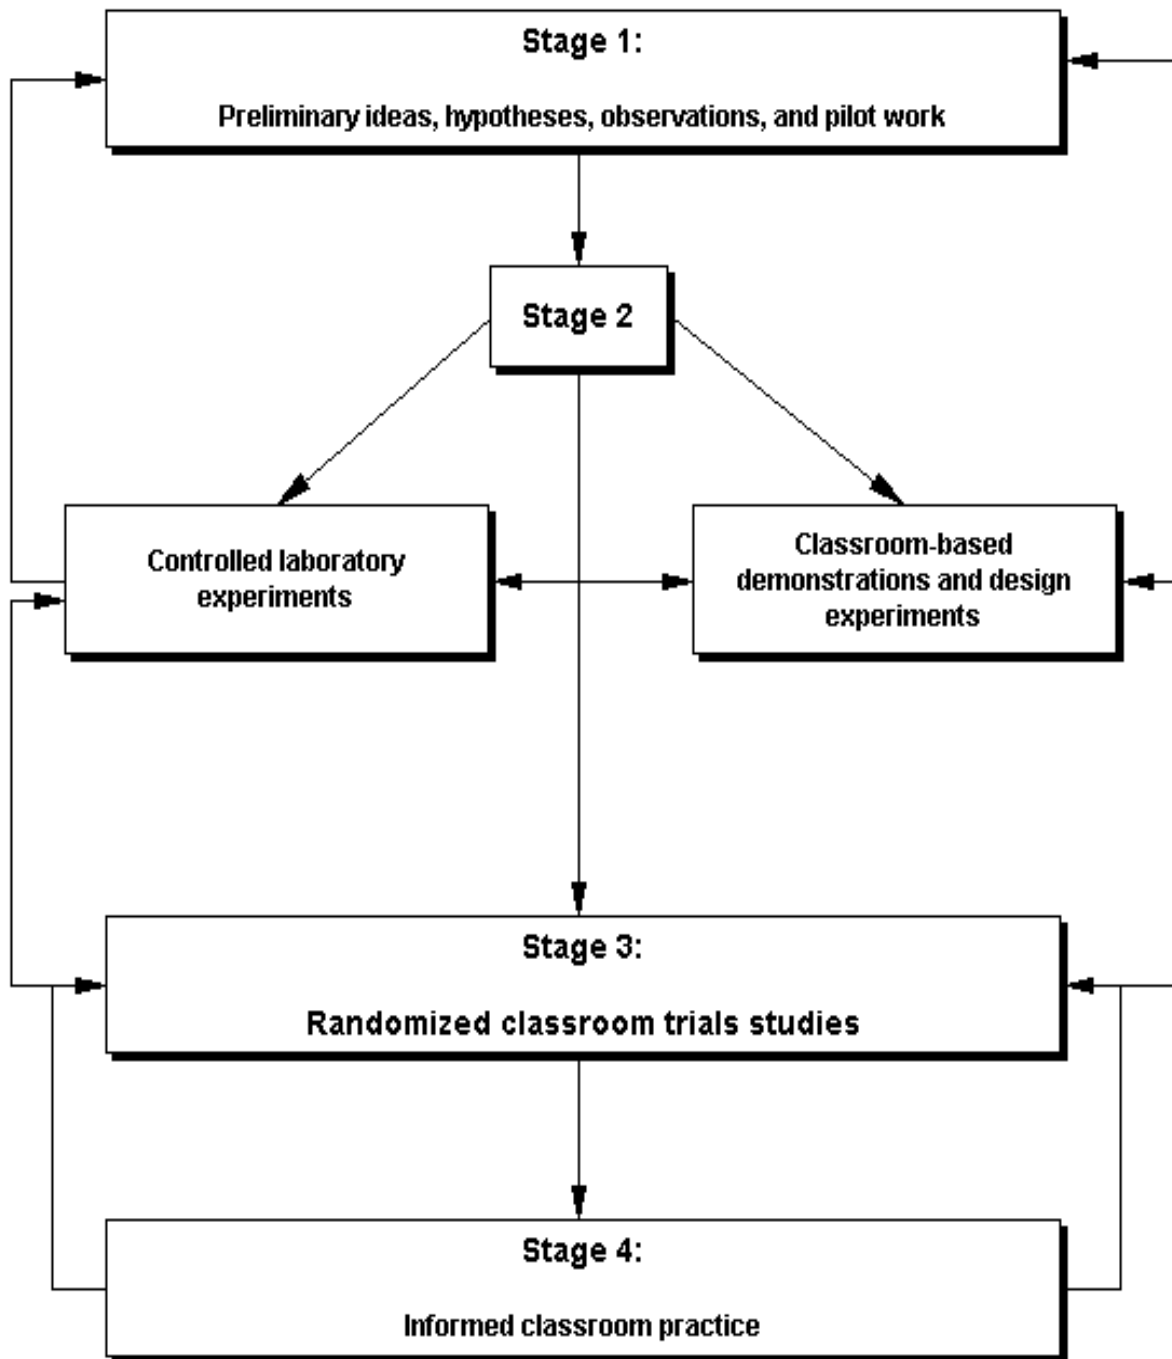 Stage 1:
Preliminary ideas, hypotheses, observations, and pilot work
Stage 2
Controlled laboratory
experiments
Classroom-based
demonstrations and design
experiments
Stage 3:
Randomized classroom trials studies
Stage 4:
Informed classroom practice